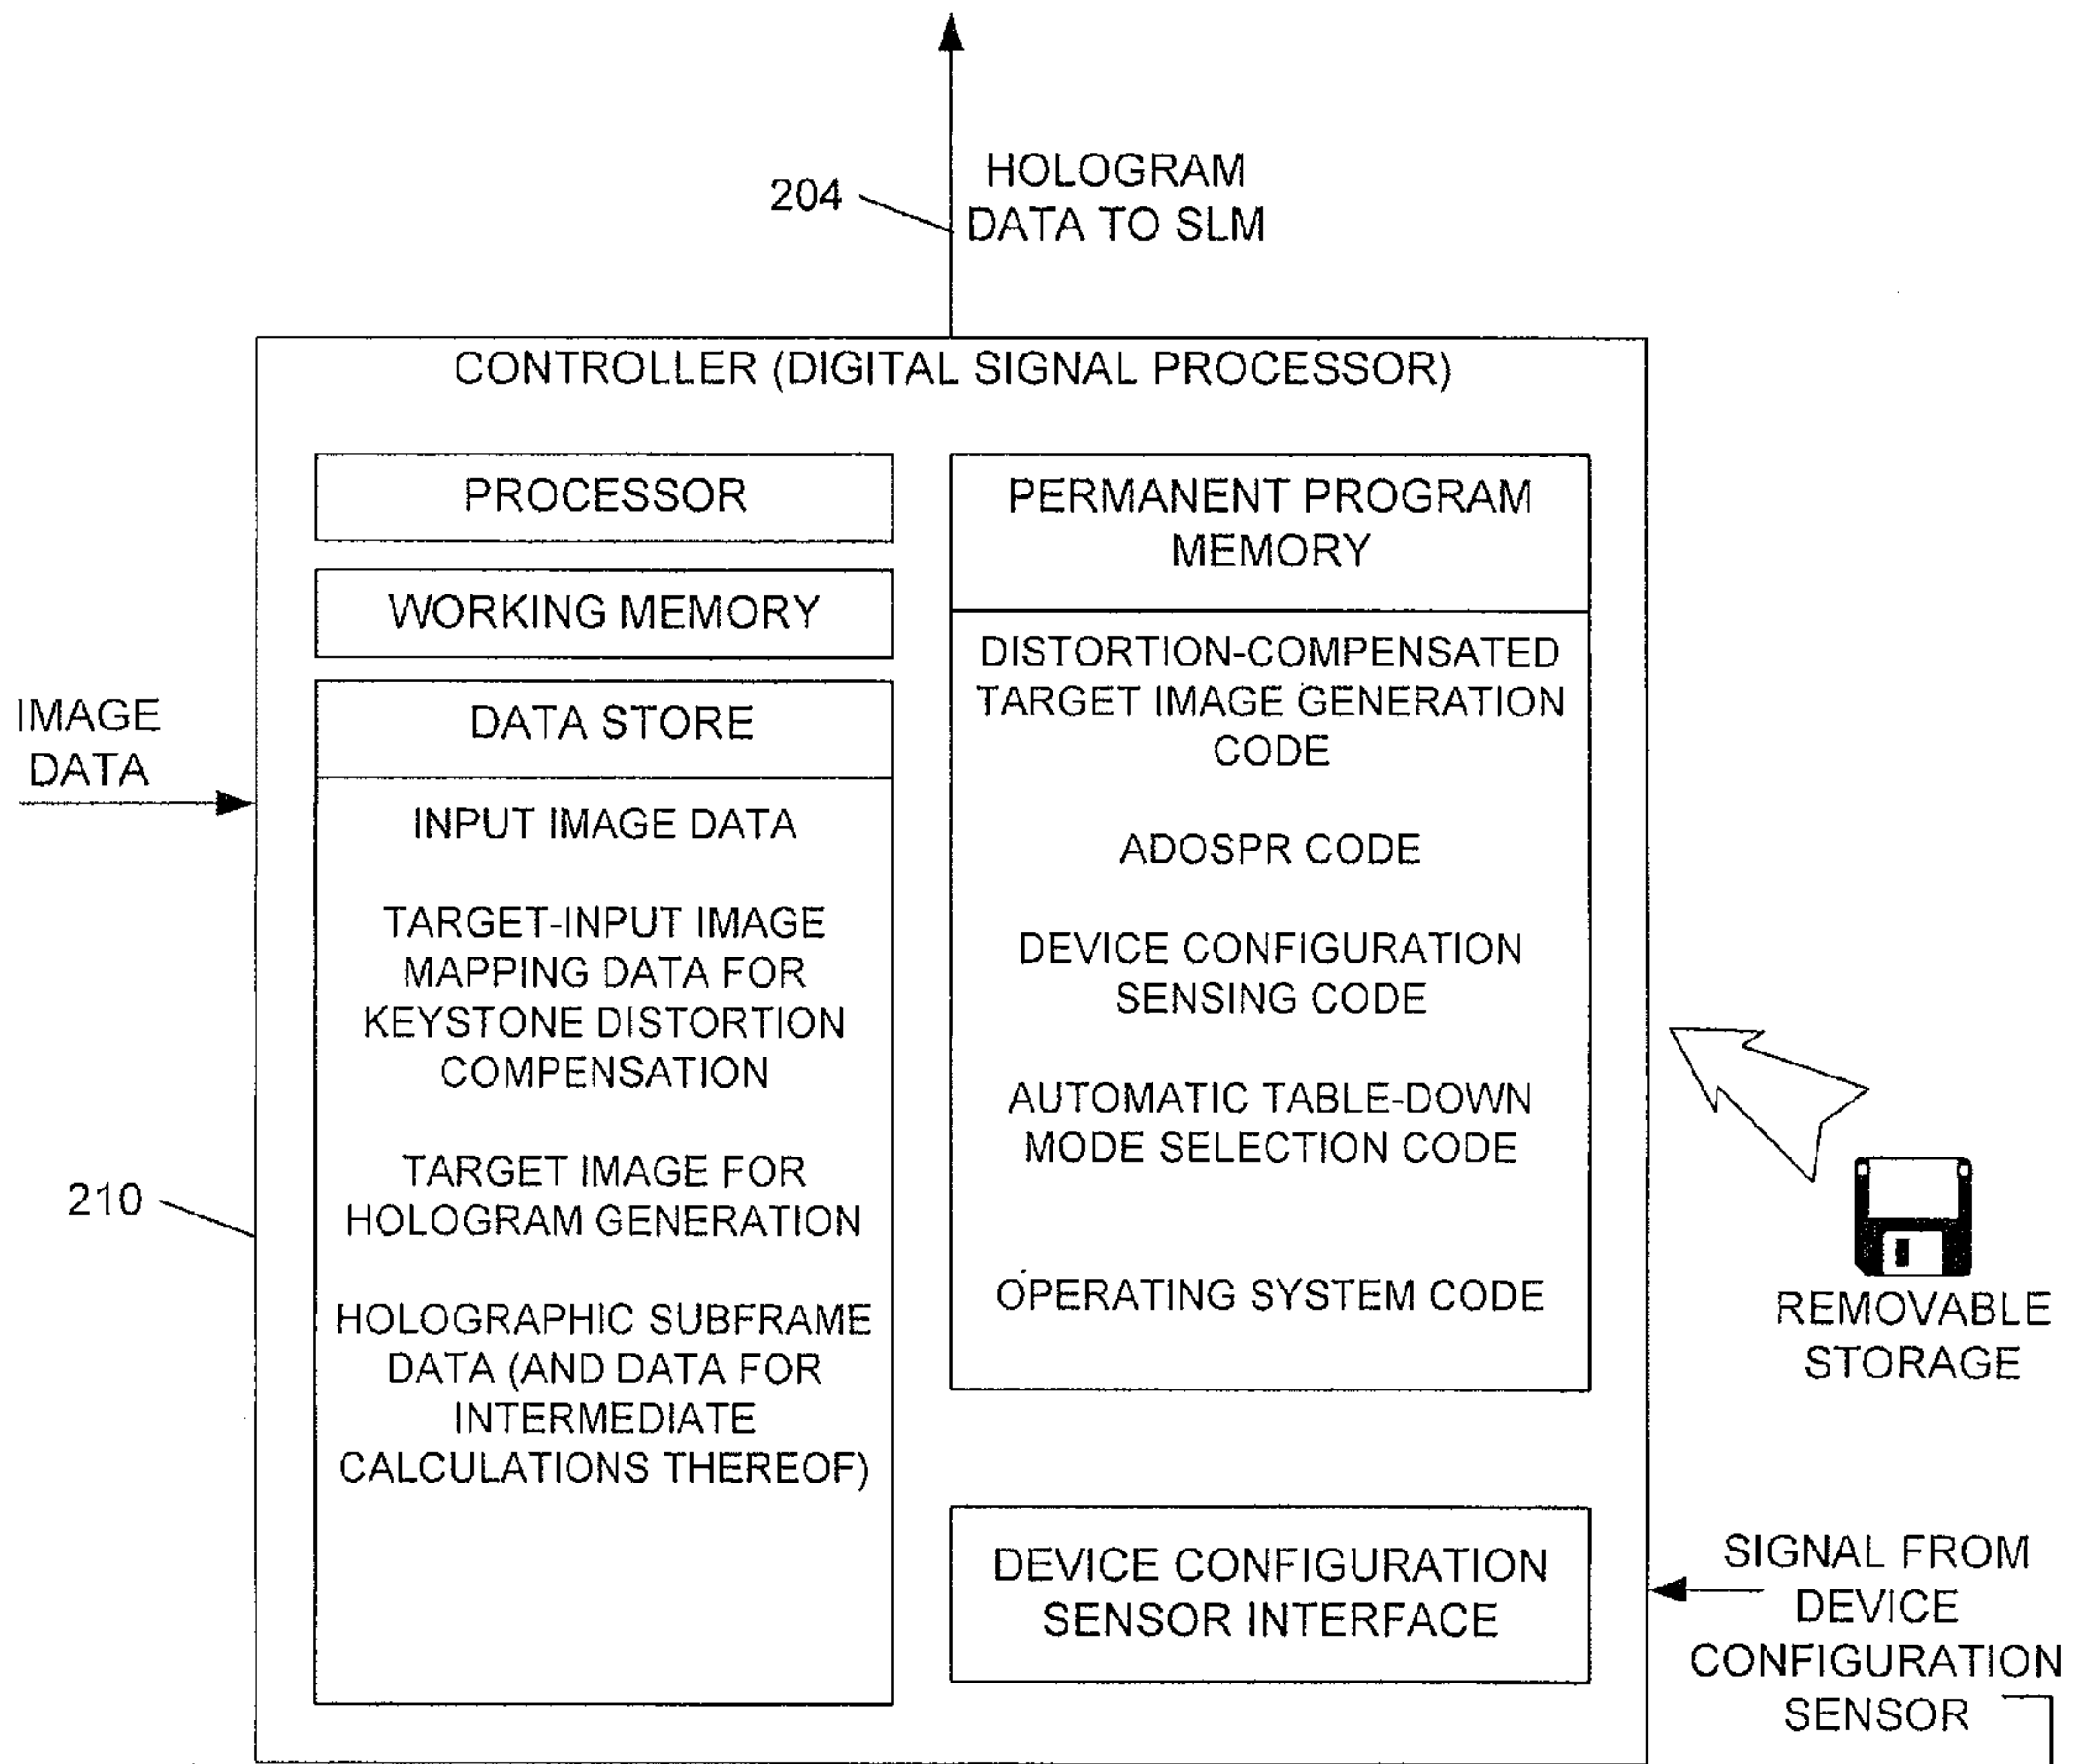 204
HOLOGRAM
DATA TO SLM
CONTROLLER (DIGITAL SIGNAL PROCESSOR)
PROCESSOR
WORKING MEMORY
DATA STORE
INPUT IMAGE DATA
TARGET-INPUT IMAGE
MAPPING DATA FOR
KEYSTONE DISTORTION
COMPENSATION
TARGET IMAGE FOR
HOLOGRAM GENERATION
HOLOGRAPHIC SUBFRAME
DATA (AND DATA FOR
INTERMEDIATE
CALCULATIONS THEREOF)
PERMANENT PROGRAM
MEMORY
DISTORTION-COMPENSATED
TARGET IMAGE GENERATION
CODE
ADOSPR CODE
DEVICE CONFIGURATION
SENSING CODE
AUTOMATIC TABLE-DOWN
MODE SELECTION CODE
OPERATING SYSTEM CODE
DEVICE CONFIGURATION
SENSOR INTERFACE
IMAGE
DATA
210
REMOVABLE
STORAGE
SIGNAL FROM
DEVICE
CONFIGURATION
SENSOR